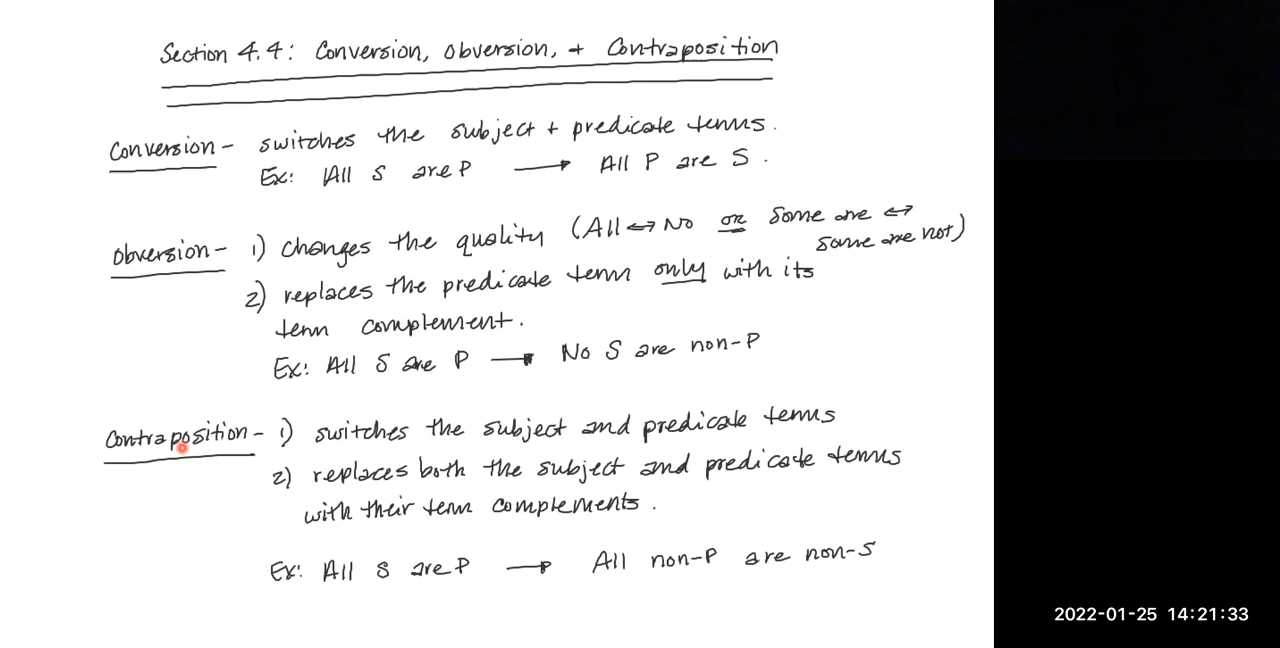 Section 4.4: Conversion, Obversion, + Contraposition
Conversion - switches the subject + predicate terms.
Ex: All S are P → All P are S.
Obversion - 1) changes the quality (All ↔ No or Some are ↔
Some are not)
2) replaces the predicate term only with its
term complement.
Ex: All S are P → No S are non-P
Contraposition - 1) switches the subject and predicate terms
2) replaces both the subject and predicate terms
with their term complements.
Ex: All S are P → All non-P are non-S
2022-01-25 14:21:33